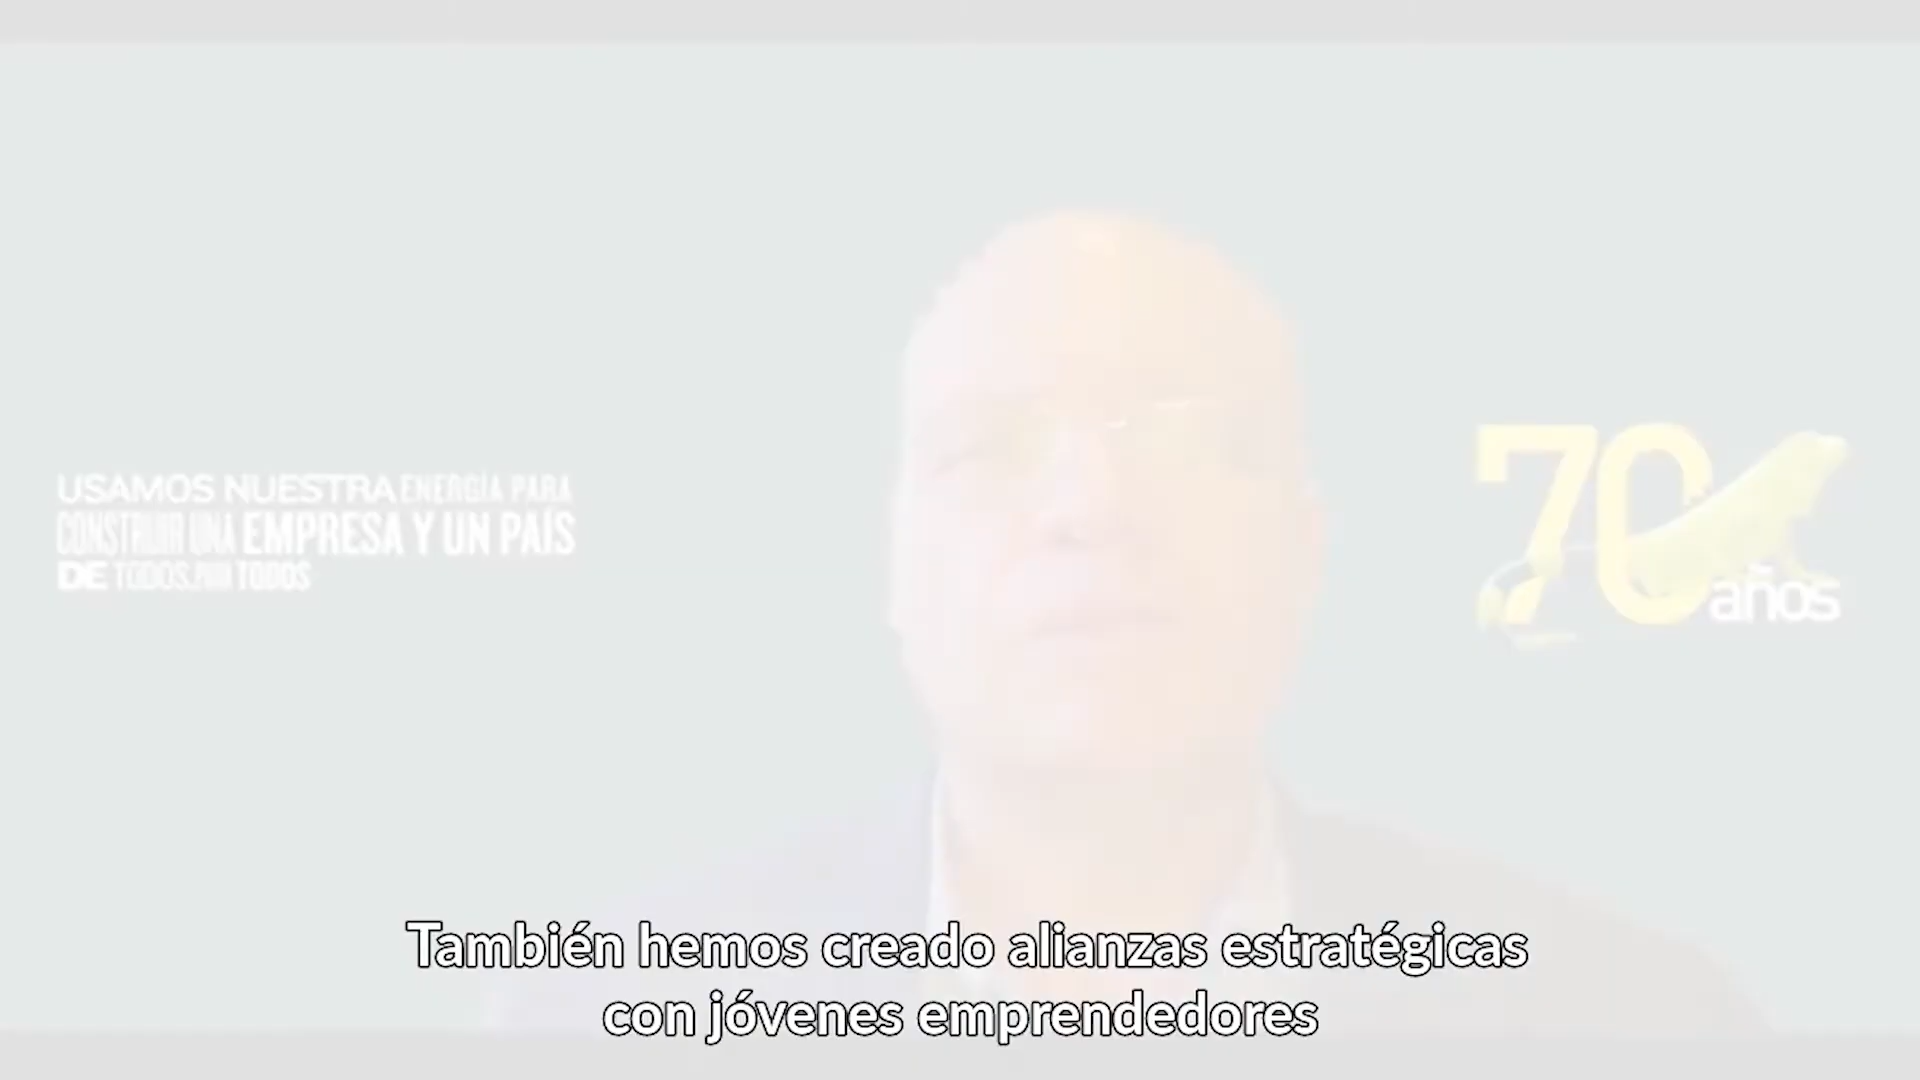 USAMOS NUESTRA ENERGÍA PARA
CONSTRUIR UNA EMPRESA Y UN PAÍS
DE TODOS PARA TODOS
70
años
También hemos creado alianzas estratégicas
con jóvenes emprendedores